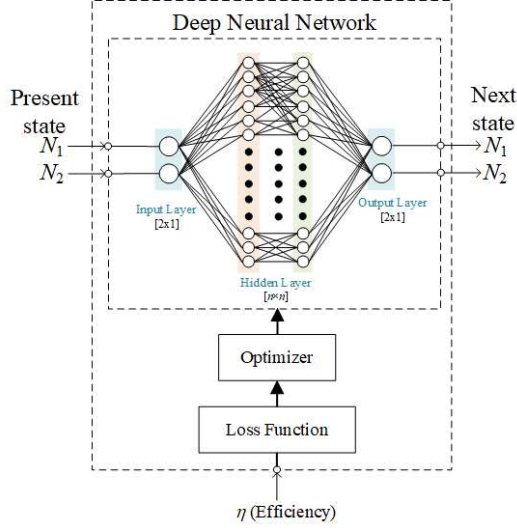 Deep Neural Network
Present
state
N₁
N₂
Next
state
N₁
N₂
Input Layer
[2x1]
Output Layer
[2x1]
Hidden Layer
[n×n]
Optimizer
Loss Function
η (Efficiency)